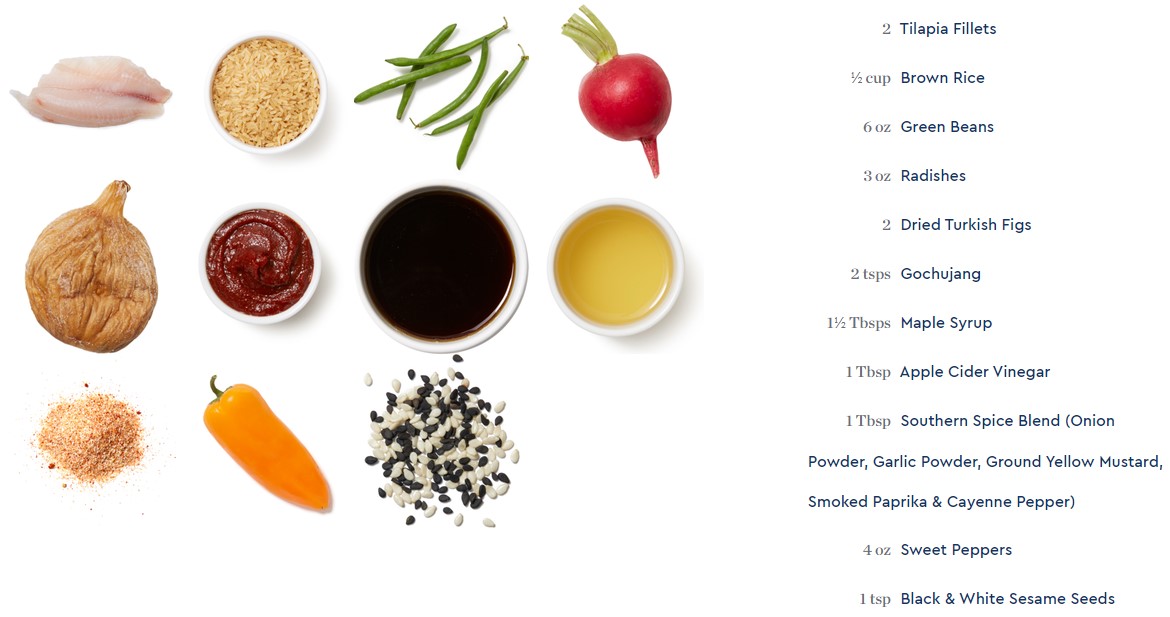 2 Tilapia Fillets
½ cup Brown Rice
6 oz Green Beans
3 oz Radishes
2 Dried Turkish Figs
2 tsps Gochujang
1½ Tbsps Maple Syrup
1 Tbsp Apple Cider Vinegar
1 Tbsp Southern Spice Blend (Onion
Powder, Garlic Powder, Ground Yellow Mustard,
Smoked Paprika & Cayenne Pepper)
4 oz Sweet Peppers
1 tsp Black & White Sesame Seeds